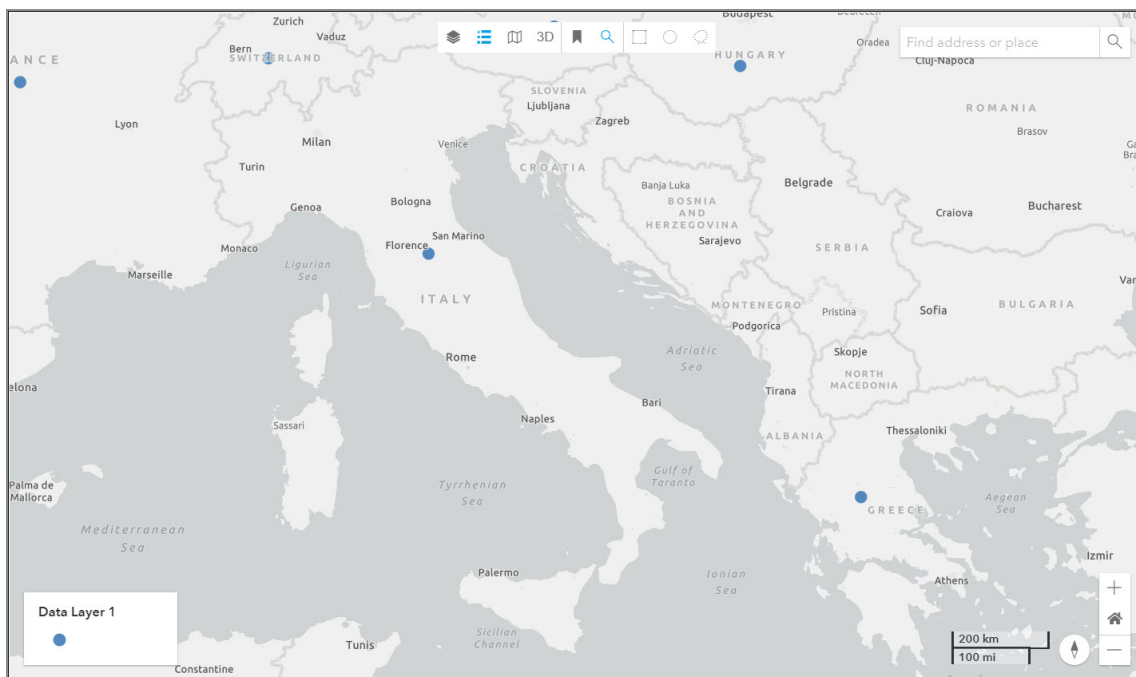 Zurich
Budapest
Vaduz
3D
Find address or place
Bern
SWITZERLAND
HUNGARY
Oradea
Cluj-Napoca
ANCE
SLOVENIA
Ljubljana
ROMANIA
Lyon
Zagreb
Brasov
Milan
Venice
Turin
CROATIA
Belgrade
Banja Luka
BOSNIA
AND
HERZEGOVINA
Genoa
Bologna
Craiova
Bucharest
San Marino
Florence
Sarajevo
Monaco
SERBIA
Ligurian
Sea
Marseille
ITALY
MONTENEGRO
Pristina
Sofia
BULGARIA
Podgorica
Adriatic
Sea
Rome
Skopje
NORTH
MACEDONIA
elona
Tirana
Bari
Sassari
Naples
ALBANIA
Thessaloniki
Palma de
Mallorca
Tyrrhenian
Sea
Gulf of
Taranto
Aegean
Sea
GREECE
Mediterranean
Sea
Izmir
Palermo
Ionian
Sea
Athens
Data Layer 1
Sicilian
Channel
Tunis
Constantine
200 km
100 mi